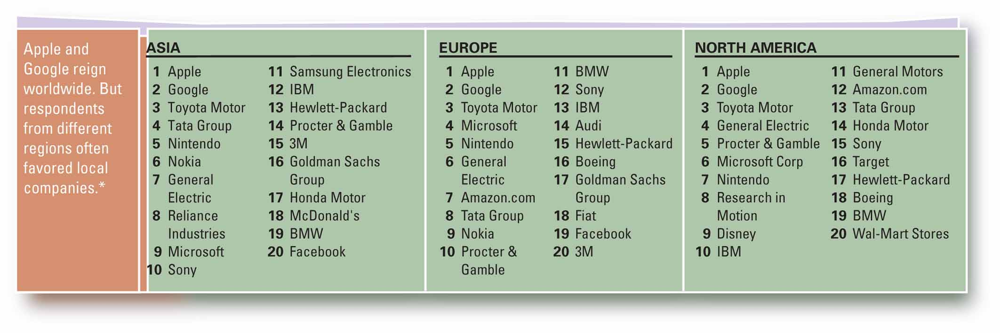 Apple and
Google reign
worldwide. But
respondents
from different
regions often
favored local
companies.*
ASIA
1 Apple
2 Google
3 Toyota Motor
4 Tata Group
5 Nintendo
6 Nokia
7 General
Electric
8 Reliance
Industries
9 Microsoft
10 Sony
11 Samsung Electronics
12 IBM
13 Hewlett-Packard
14 Procter & Gamble
15 3M
16 Goldman Sachs
Group
17 Honda Motor
18 McDonald's
19 BMW
20 Facebook
EUROPE
1 Apple
2 Google
3 Toyota Motor
4 Microsoft
5 Nintendo
6 General
Electric
7 Amazon.com
8 Tata Group
9 Nokia
10 Procter &
Gamble
11 BMW
12 Sony
13 IBM
14 Audi
15 Hewlett-Packard
16 Boeing
17 Goldman Sachs
Group
18 Fiat
19 Facebook
20 3M
NORTH AMERICA
1 Apple
2 Google
3 Toyota Motor
4 General Electric
5 Procter & Gamble
6 Microsoft Corp
7 Nintendo
8 Research in
Motion
9 Disney
10 IBM
11 General Motors
12 Amazon.com
13 Tata Group
14 Honda Motor
15 Sony
16 Target
17 Hewlett-Packard
18 Boeing
19 BMW
20 Wal-Mart Stores